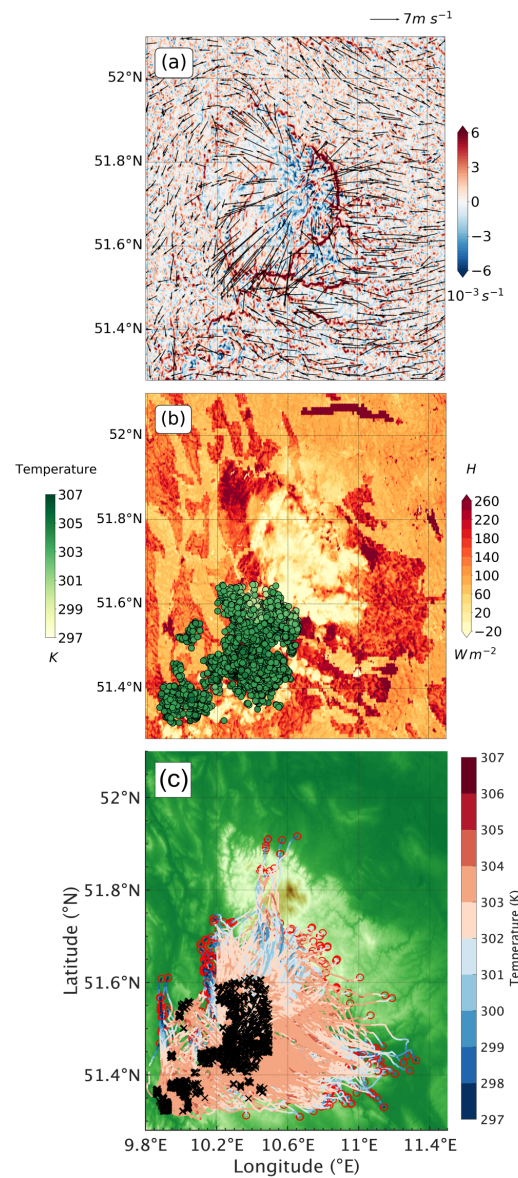 7m s⁻¹
(a)
52°N
51.8°N
51.6°N
51.4°N
6
3
0
−3
−6
10⁻³ s⁻¹
(b)
52°N
51.8°N
51.6°N
51.4°N
Temperature
307
305
303
301
299
297
K
H
260
220
180
140
100
60
20
−20
W m⁻²
(c)
52°N
51.8°N
51.6°N
51.4°N
Latitude (°N)
9.8°E 10.2°E 10.6°E 11°E 11.4°E
Longitude (°E)
307
306
305
304
303
302
301
300
299
298
297
Temperature (K)